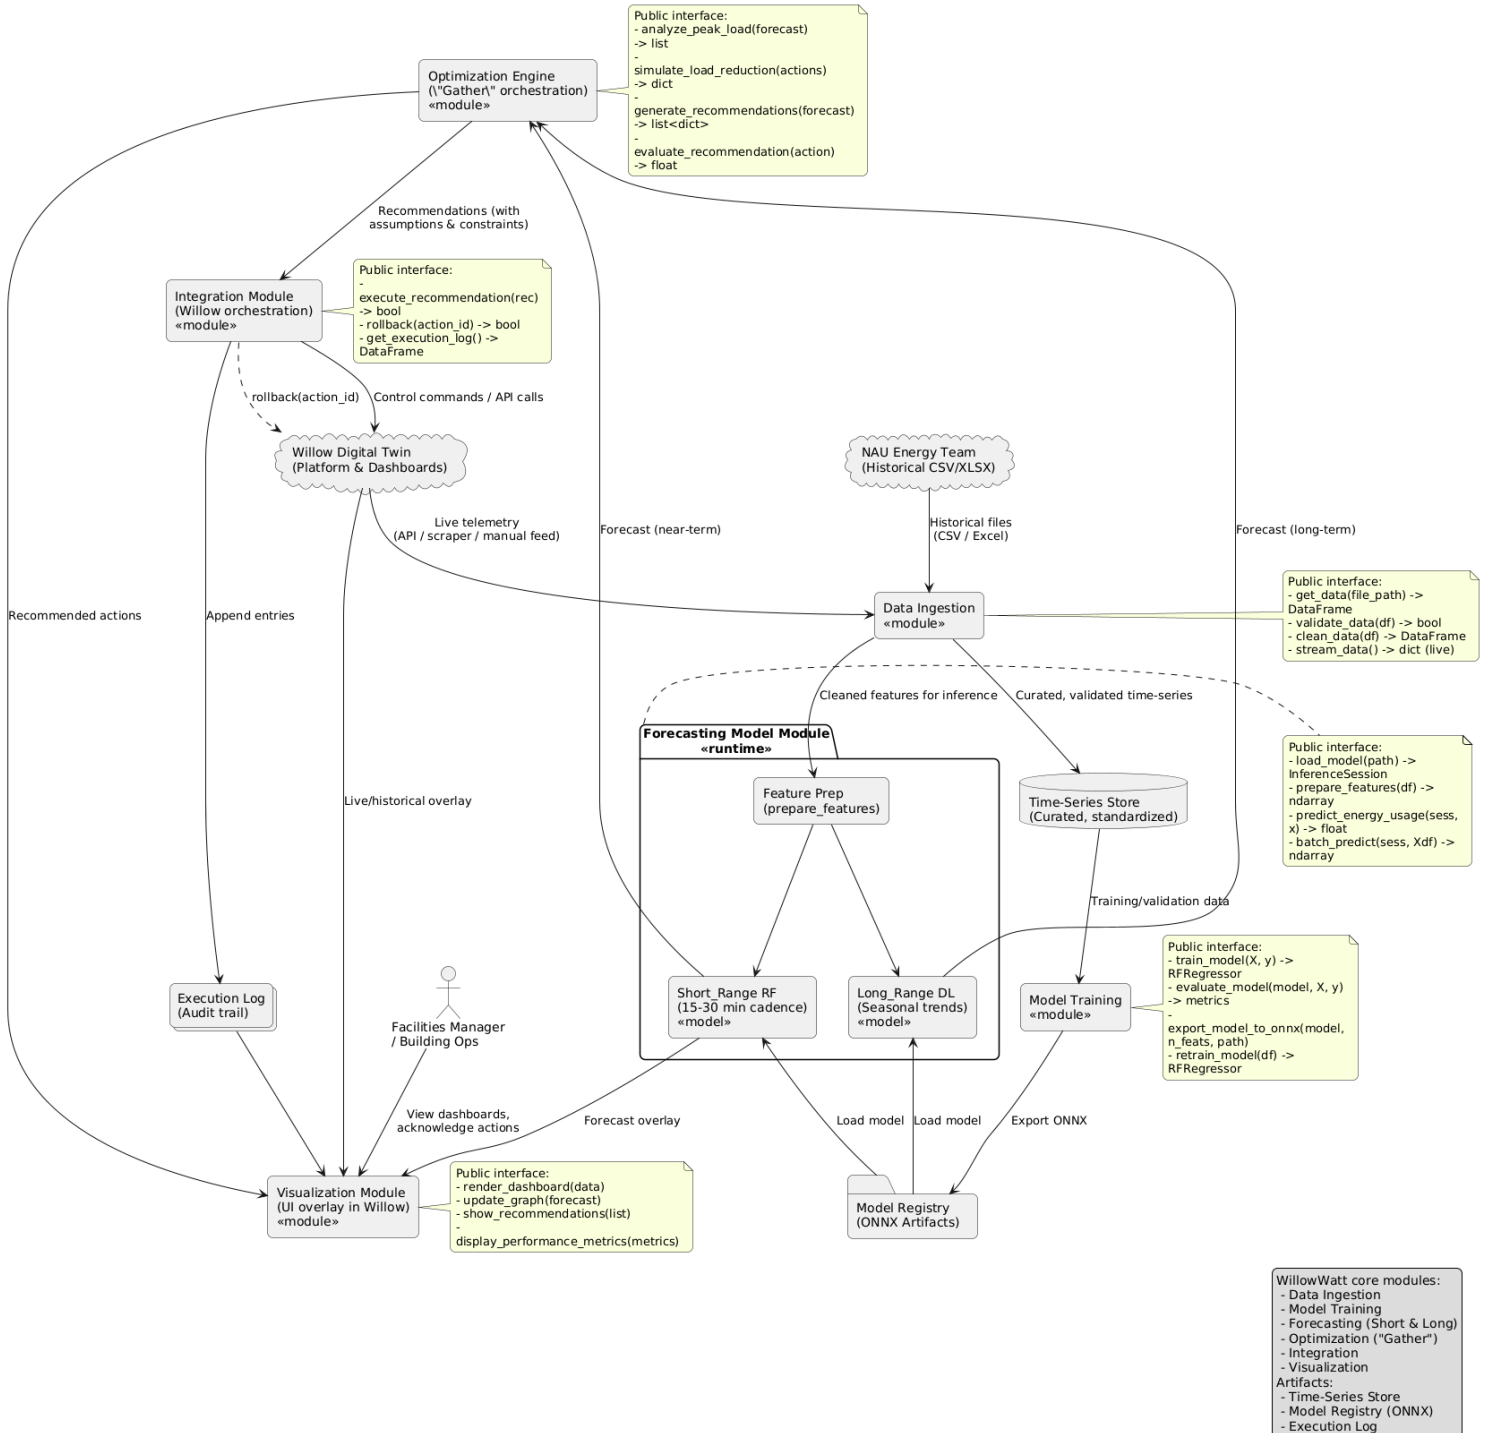 Public interface:
- analyze_peak_load(forecast)
-> list
-
simulate_load_reduction(actions)
-> dict
-
generate_recommendations(forecast)
-> list<dict>
-
evaluate_recommendation(action)
-> float
Optimization Engine
(\"Gather\" orchestration)
«module»
Recommendations (with
assumptions & constraints)
Public interface:
-
execute_recommendation(rec)
-> bool
- rollback(action_id) -> bool
- get_execution_log() ->
DataFrame
Integration Module
(Willow orchestration)
«module»
rollback(action_id)
Control commands / API calls
Willow Digital Twin
(Platform & Dashboards)
NAU Energy Team
(Historical CSV/XLSX)
Live telemetry
(API / scraper / manual feed)
Forecast (near-term)
Historical files
(CSV / Excel)
Forecast (long-term)
Public interface:
- get_data(file_path) ->
DataFrame
- validate_data(df) -> bool
- clean_data(df) -> DataFrame
- stream_data() -> dict (live)
Data Ingestion
«module»
Recommended actions
Append entries
Cleaned features for inference
Curated, validated time-series
Forecasting Model Module
«runtime»
Public interface:
- load_model(path) ->
InferenceSession
- prepare_features(df) ->
ndarray
- predict_energy_usage(sess,
x) -> float
- batch_predict(sess, Xdf) ->
ndarray
Feature Prep
(prepare_features)
Time-Series Store
(Curated, standardized)
Live/historical overlay
Training/validation data
Public interface:
- train_model(X, y) ->
RFRegressor
- evaluate_model(model, X, y)
-> metrics
-
export_model_to_onnx(model,
n_feats, path)
- retrain_model(df) ->
RFRegressor
Execution Log
(Audit trail)
Facilities Manager
/ Building Ops
Short_Range RF
(15-30 min cadence)
«model»
Long_Range DL
(Seasonal trends)
«model»
Model Training
«module»
View dashboards,
acknowledge actions
Forecast overlay
Load model
Load model
Export ONNX
Visualization Module
(UI overlay in Willow)
«module»
Public interface:
- render_dashboard(data)
- update_graph(forecast)
- show_recommendations(list)
-
display_performance_metrics(metrics)
Model Registry
(ONNX Artifacts)
WillowWatt core modules:
- Data Ingestion
- Model Training
- Forecasting (Short & Long)
- Optimization ("Gather")
- Integration
- Visualization
Artifacts:
- Time-Series Store
- Model Registry (ONNX)
- Execution Log